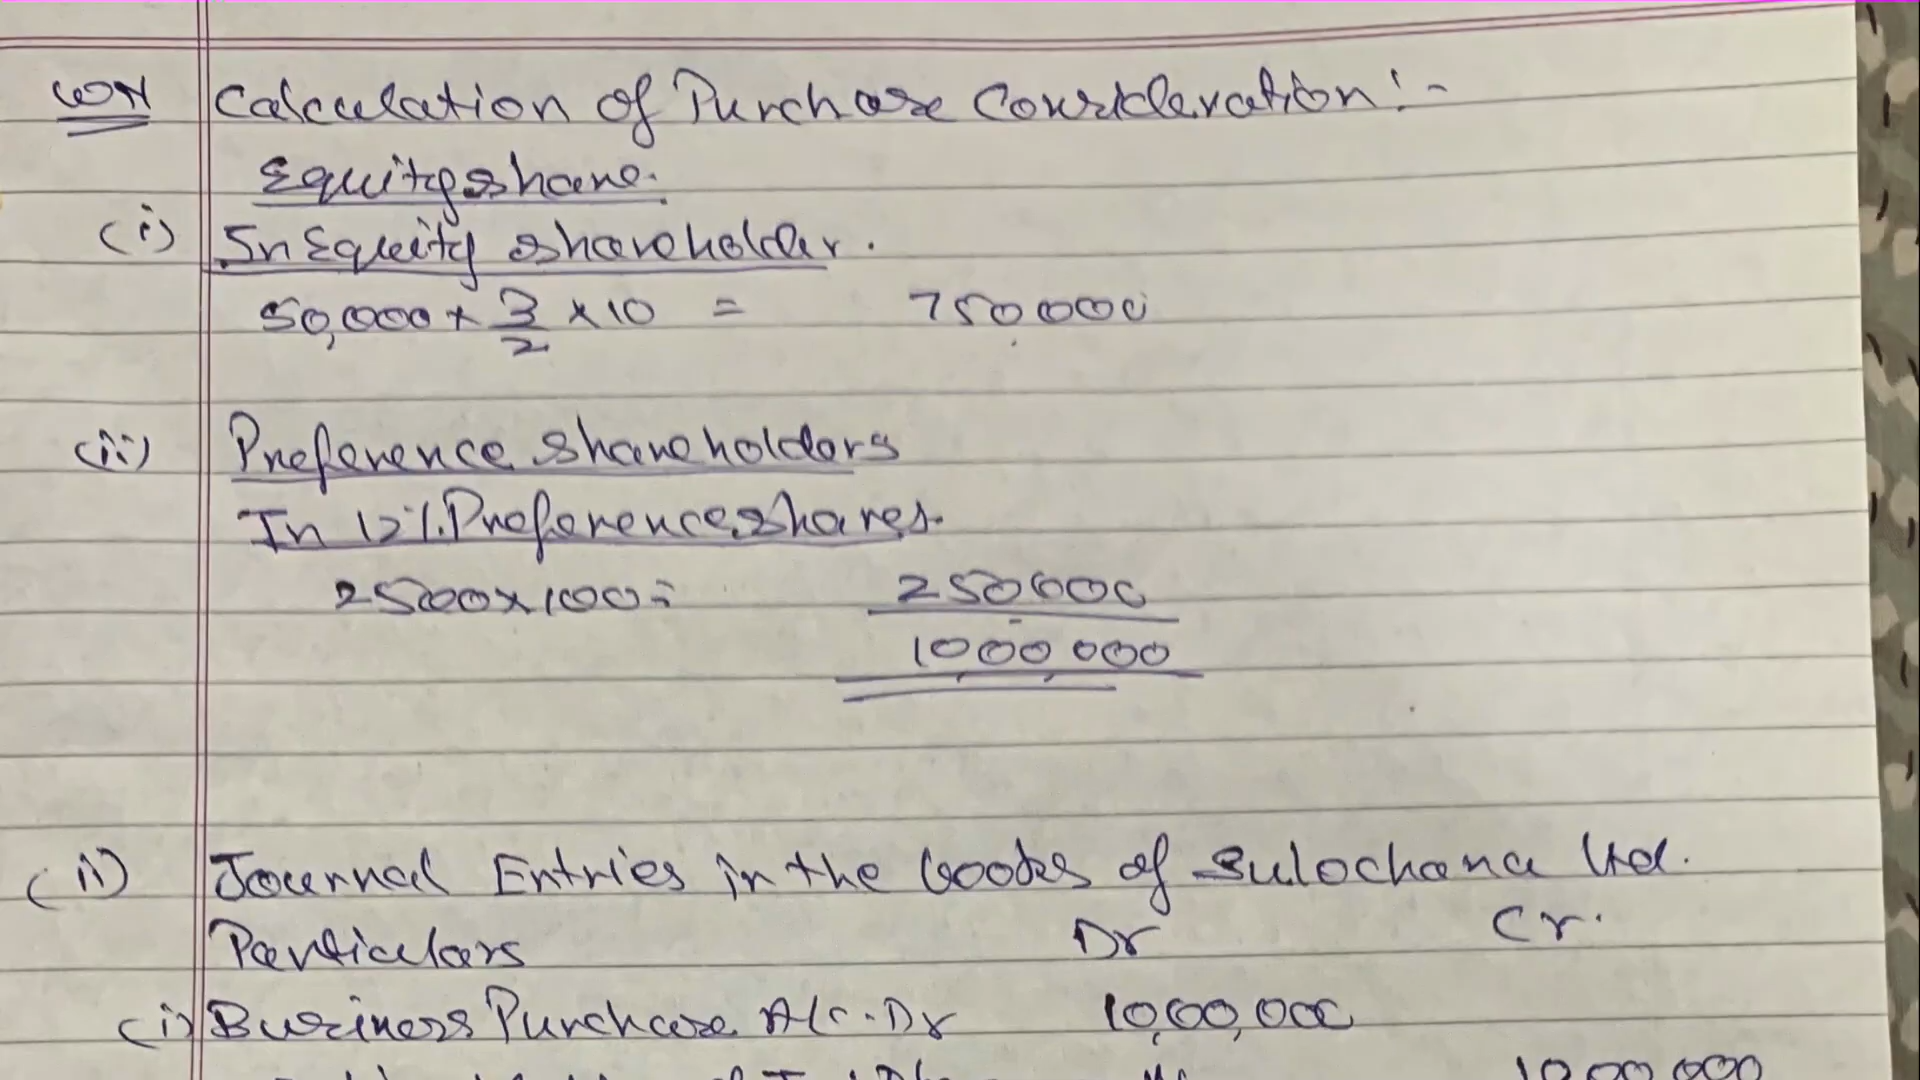 WN Calculation of Purchase Consideration:-
Equity share.
(i) In Equity shareholder.
50,000 × 3/2 × 10 = 750000
(ii) Preference shareholders
In 12% Preference shares.
2500×100= 250000
1000,000
(ii) Journal Entries in the books of Sulochana Ltd.
Particulars Dr Cr.
(i) Business Purchase A/c. Dr 10,00,000
1000000